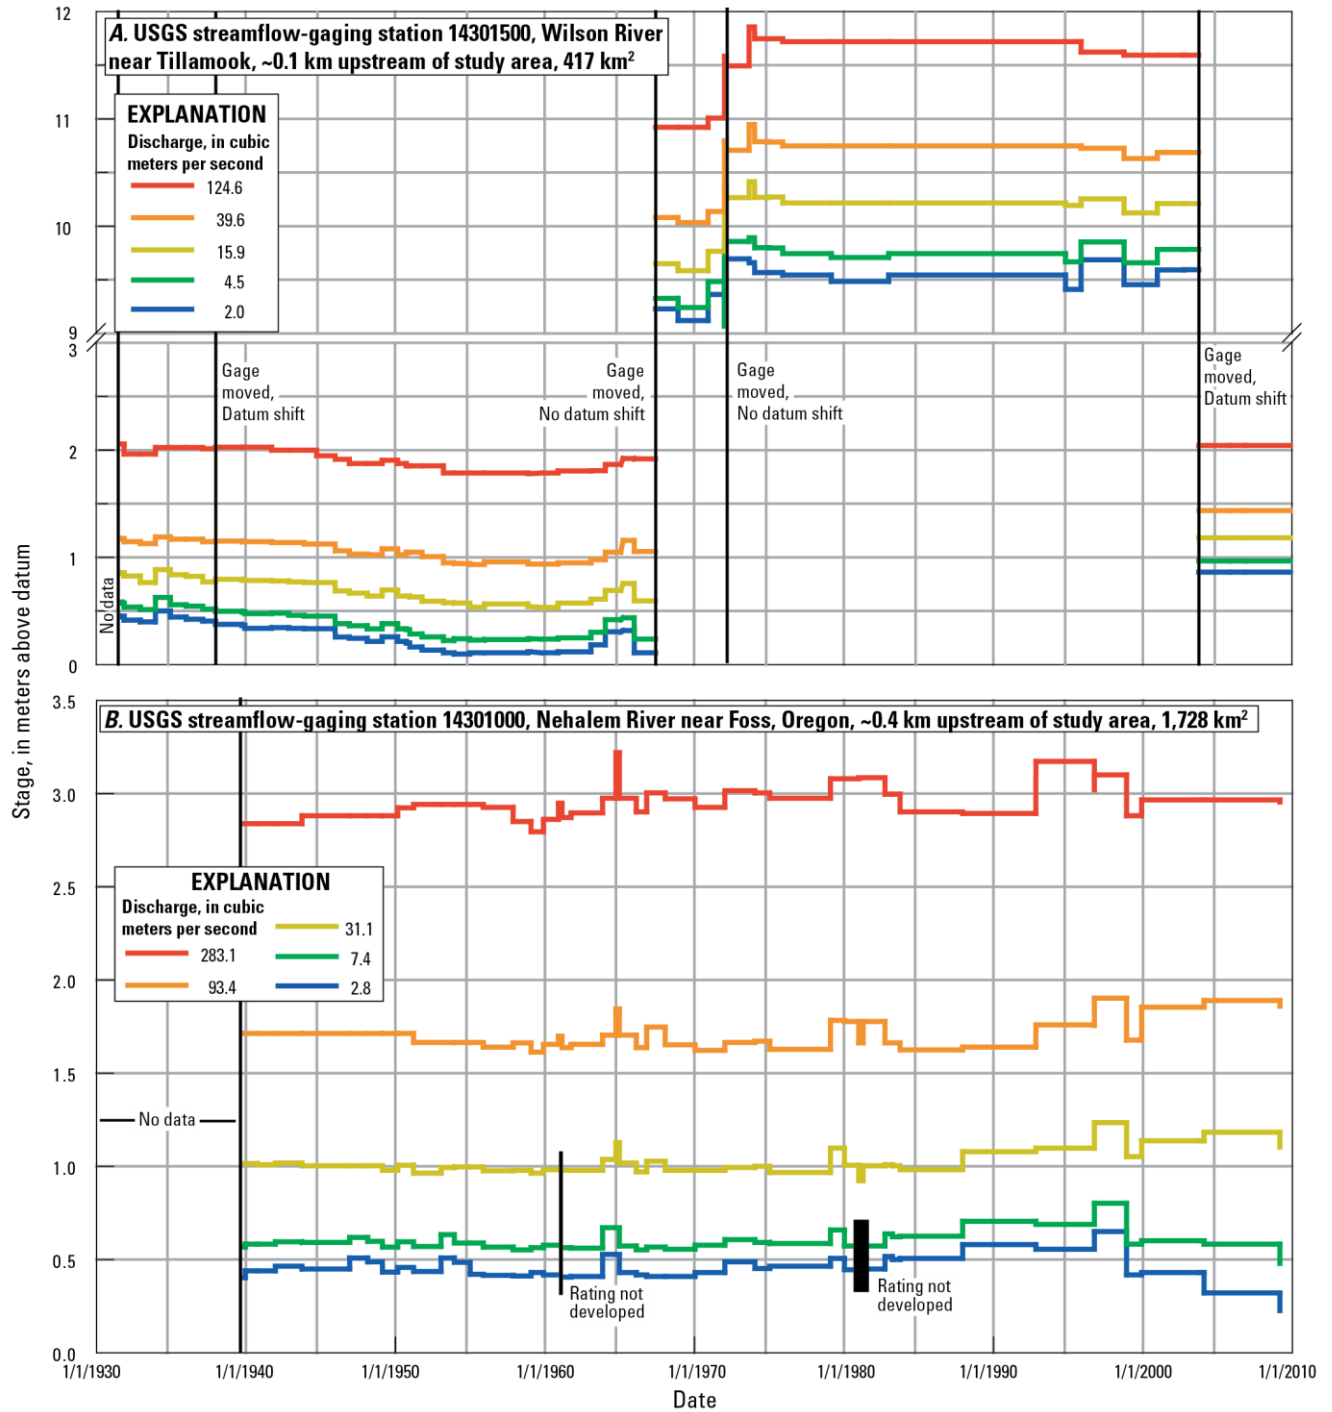 A. USGS streamflow-gaging station 14301500, Wilson River
near Tillamook, ~0.1 km upstream of study area, 417 km²
EXPLANATION
Discharge, in cubic
meters per second
124.6
39.6
15.9
4.5
2.0
12
11
10
9
3
2
1
0
No data
Gage
moved,
Datum shift
Gage
moved,
No datum shift
Gage
moved,
No datum shift
Gage
moved,
Datum shift
Stage, in meters above datum
B. USGS streamflow-gaging station 14301000, Nehalem River near Foss, Oregon, ~0.4 km upstream of study area, 1,728 km²
EXPLANATION
Discharge, in cubic
meters per second
283.1
93.4
31.1
7.4
2.8
3.5
3.0
2.5
2.0
1.5
1.0
0.5
0.0
No data
Rating not
developed
Rating not
developed
1/1/1930
1/1/1940
1/1/1950
1/1/1960
1/1/1970
1/1/1980
1/1/1990
1/1/2000
1/1/2010
Date